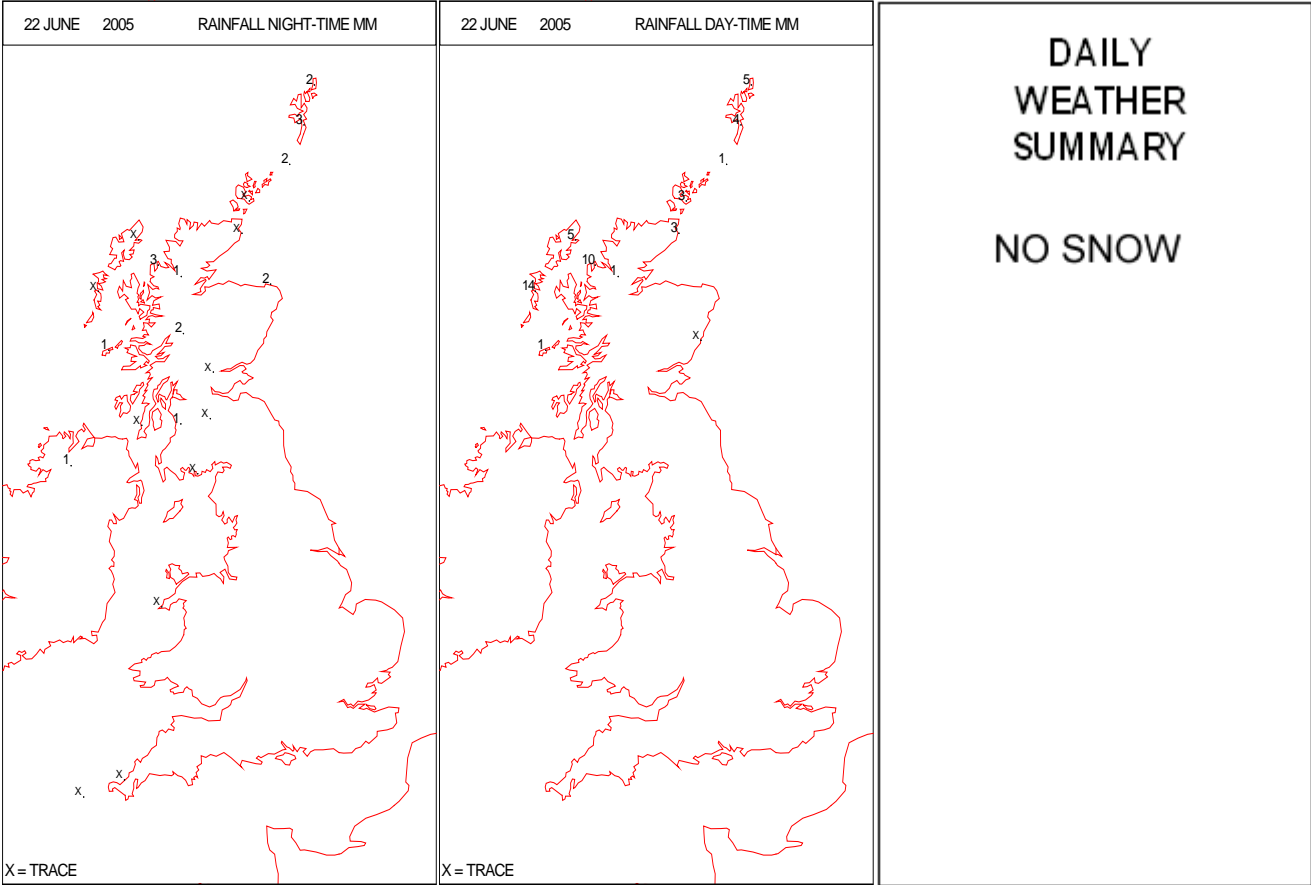 22 JUNE 2005 RAINFALL NIGHT-TIME MM
2.
3.
2.
X.
X.
X.
3.
1.
2.
X.
2.
1.
X.
X.
1.
X.
1.
X.
X.
X.
X.
X = TRACE
22 JUNE 2005 RAINFALL DAY-TIME MM
5.
4.
1.
3.
3.
5.
10
1.
14
X.
1.
X = TRACE
DAILY
WEATHER
SUMMARY
NO SNOW